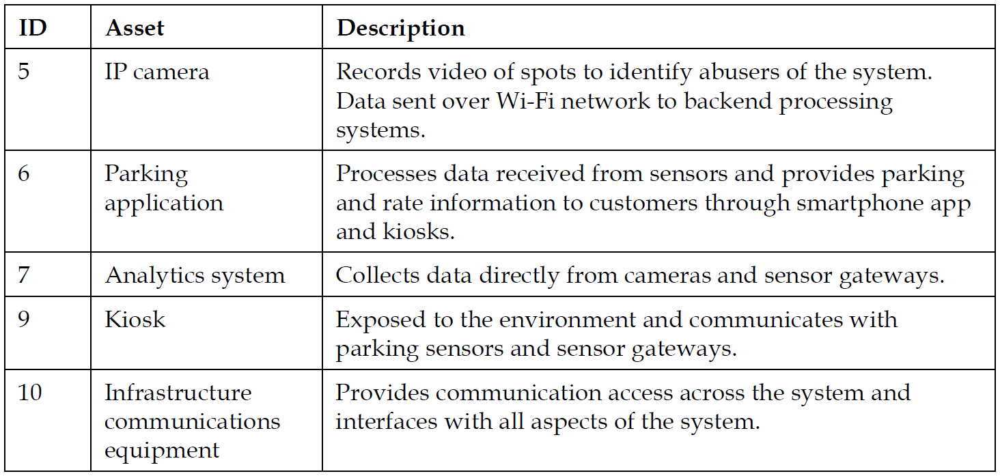 ID Asset Description
5 IP camera Records video of spots to identify abusers of the system.
Data sent over Wi-Fi network to backend processing
systems.
6 Parking Processes data received from sensors and provides parking
application and rate information to customers through smartphone app
and kiosks.
7 Analytics system Collects data directly from cameras and sensor gateways.
9 Kiosk Exposed to the environment and communicates with
parking sensors and sensor gateways.
10 Infrastructure Provides communication access across the system and
communications interfaces with all aspects of the system.
equipment